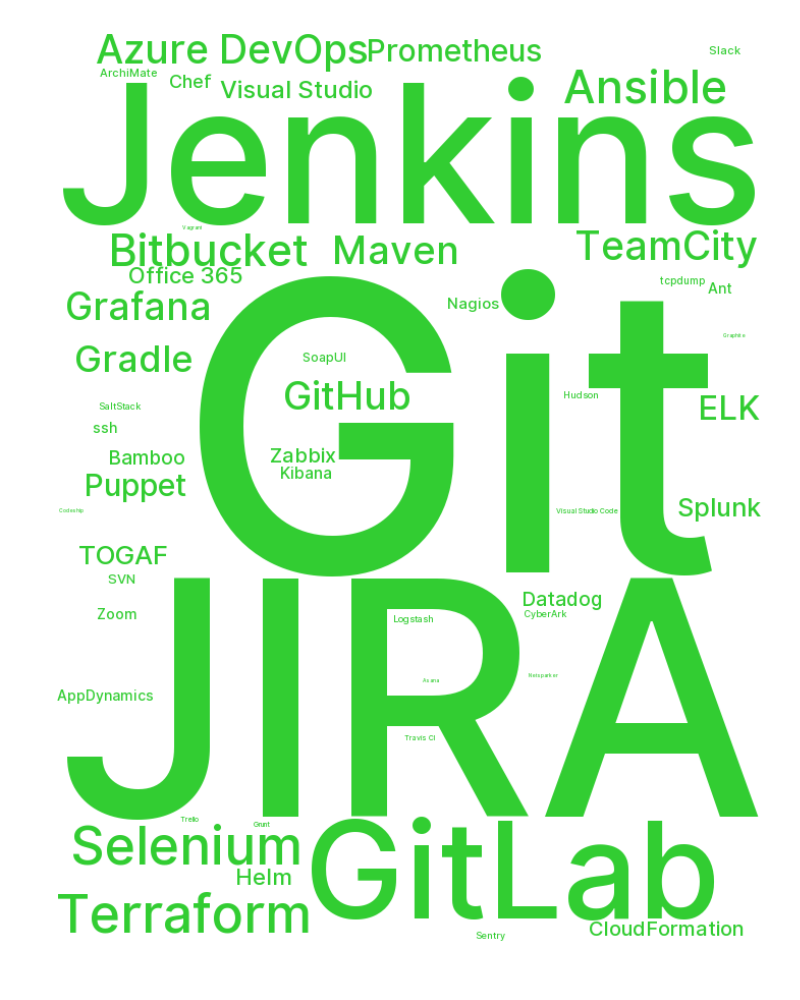 Azure DevOps
Prometheus
Slack
ArchiMate
Chef
Visual Studio
Ansible
Jenkins
Vagrant
Bitbucket
Maven
TeamCity
Office 365
tcpdump
Ant
Grafana
Nagios
Git
Graphite
Gradle
SoapUI
GitHub
Hudson
ELK
SaltStack
ssh
Bamboo
Zabbix
Kibana
Puppet
Splunk
Codeship
Visual Studio Code
TOGAF
SVN
JIRA
Datadog
CyberArk
Zoom
Logstash
Netsparker
Asana
AppDynamics
Travis CI
Trello
Grunt
Selenium
GitLab
Helm
Terraform
CloudFormation
Sentry